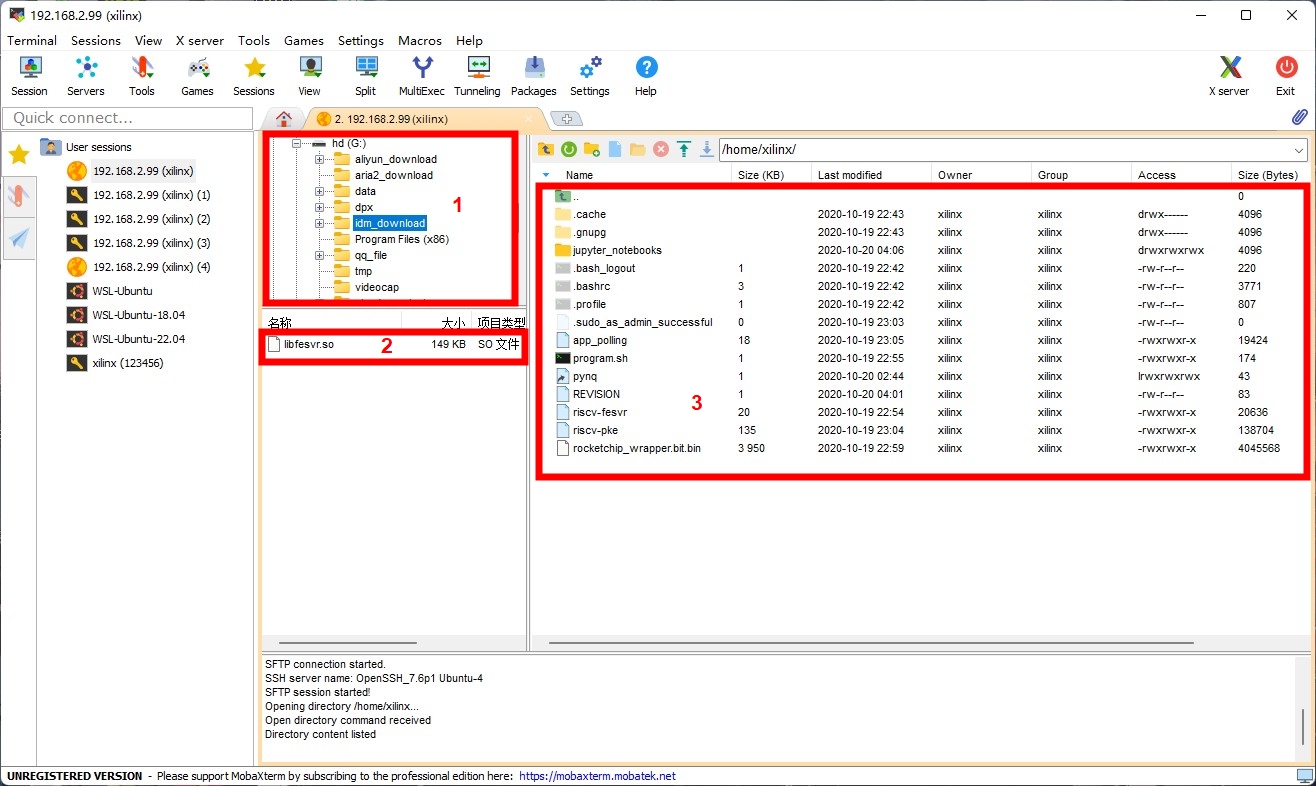 192.168.2.99 (xilinx)
Terminal Sessions View X server Tools Games Settings Macros Help
Session Servers Tools Games Sessions View Split MultiExec Tunneling Packages Settings Help X server Exit
Quick connect...
2. 192.168.2.99 (xilinx)
User sessions
192.168.2.99 (xilinx)
192.168.2.99 (xilinx) (1)
192.168.2.99 (xilinx) (2)
192.168.2.99 (xilinx) (3)
192.168.2.99 (xilinx) (4)
WSL-Ubuntu
WSL-Ubuntu-18.04
WSL-Ubuntu-22.04
xilinx (123456)
hd (G:)
aliyun_download
aria2_download
data
dpx
idm_download
Program Files (x86)
qq_file
tmp
videocap
1
名称 大小 项目类型
libfesvr.so 149 KB SO 文件
2
/home/xilinx/
Name Size (KB) Last modified Owner Group Access Size (Bytes)
.. 0
.cache 2020-10-19 22:43 xilinx xilinx drwx------ 4096
.gnupg 2020-10-19 22:43 xilinx xilinx drwx------ 4096
jupyter_notebooks 2020-10-20 04:06 xilinx xilinx drwxrwxrwx 4096
.bash_logout 1 2020-10-19 22:42 xilinx xilinx -rw-r--r-- 220
.bashrc 3 2020-10-19 22:42 xilinx xilinx -rw-r--r-- 3771
.profile 1 2020-10-19 22:42 xilinx xilinx -rw-r--r-- 807
.sudo_as_admin_successful 0 2020-10-19 23:03 xilinx xilinx -rw-r--r-- 0
app_polling 18 2020-10-19 23:05 xilinx xilinx -rwxrwxr-x 19424
program.sh 1 2020-10-19 22:55 xilinx xilinx -rwxrwxr-x 174
pynq 1 2020-10-20 02:44 xilinx xilinx lrwxrwxrwx 43
REVISION 1 2020-10-20 04:01 xilinx xilinx -rw-r--r-- 83
riscv-fesvr 20 2020-10-19 22:54 xilinx xilinx -rwxrwxr-x 20636
riscv-pke 135 2020-10-19 23:04 xilinx xilinx -rwxrwxr-x 138704
rocketchip_wrapper.bit.bin 3 950 2020-10-19 22:59 xilinx xilinx -rwxrwxr-x 4045568
3
SFTP connection started.
SSH server name: OpenSSH_7.6p1 Ubuntu-4
SFTP session started!
Opening directory /home/xilinx...
Open directory command received
Directory content listed
UNREGISTERED VERSION - Please support MobaXterm by subscribing to the professional edition here: https://mobaxterm.mobatek.net